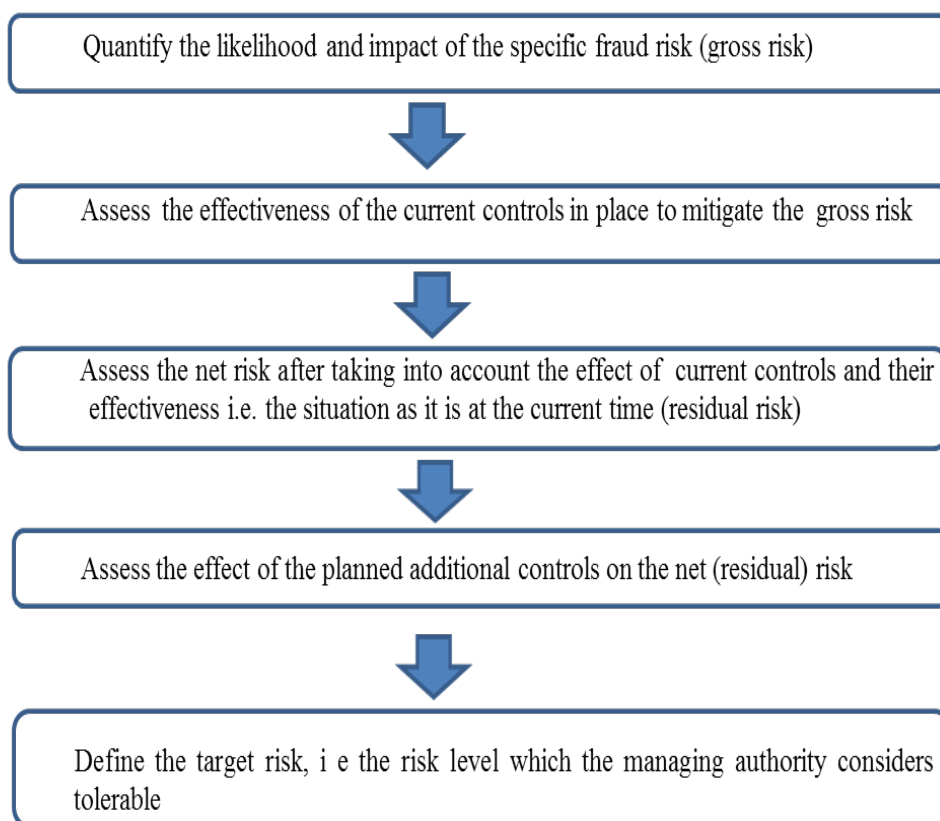 Quantify the likelihood and impact of the specific fraud risk (gross risk)
Assess the effectiveness of the current controls in place to mitigate the gross risk
Assess the net risk after taking into account the effect of current controls and their
effectiveness i.e. the situation as it is at the current time (residual risk)
Assess the effect of the planned additional controls on the net (residual) risk
Define the target risk, i e the risk level which the managing authority considers
tolerable